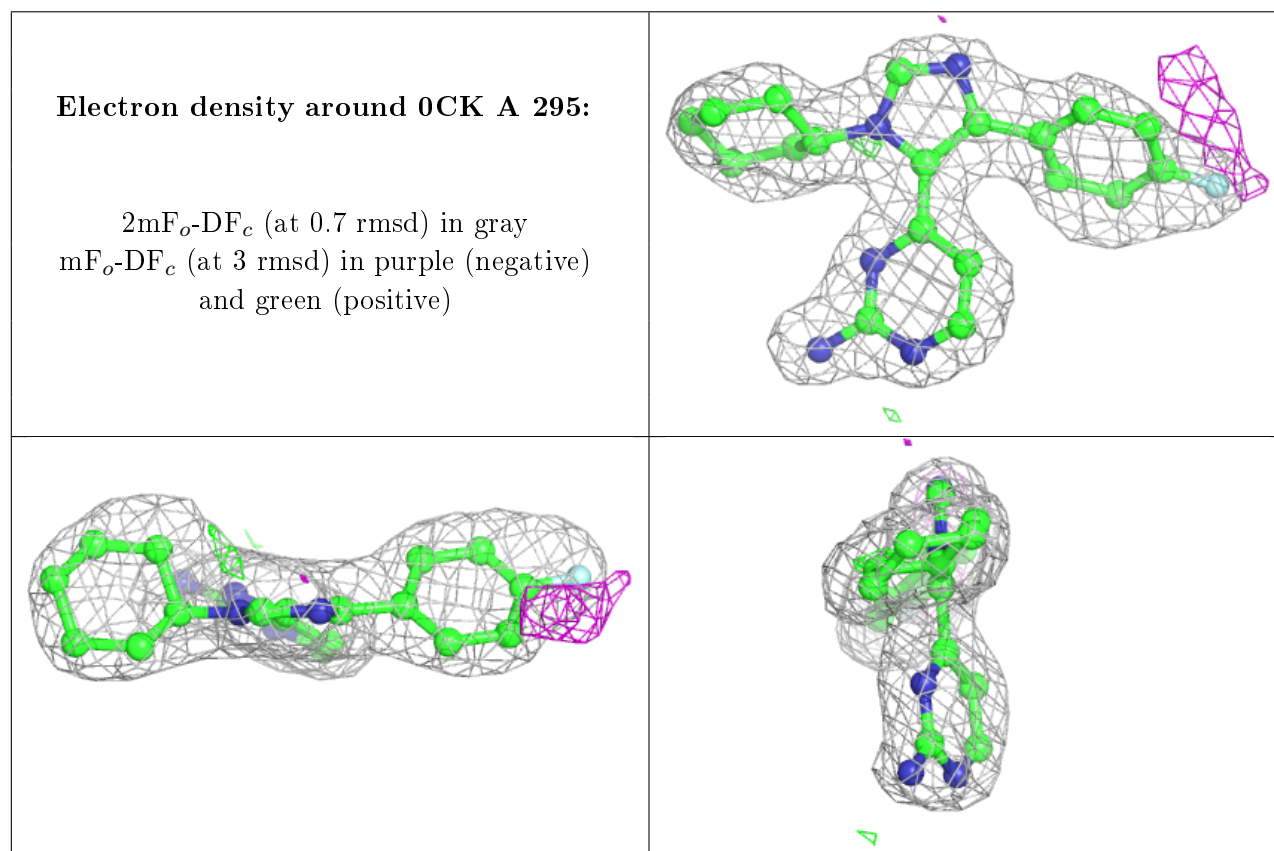 Electron density around 0CK A 295:
2mFₒ-DF𝒸 (at 0.7 rmsd) in gray
mFₒ-DF𝒸 (at 3 rmsd) in purple (negative)
and green (positive)